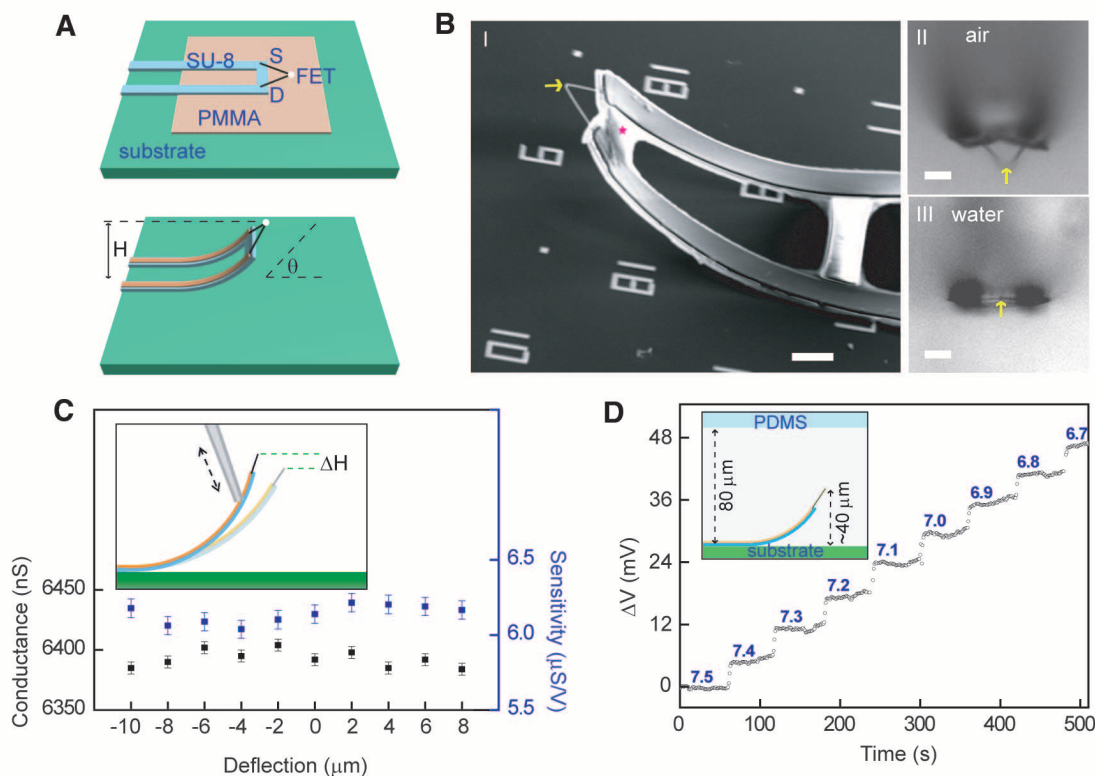 A
SU-8
S
FET
D
PMMA
substrate
H
θ
B
I
II air
III water
9
10
C
Conductance (nS)
6450
6400
6350
ΔH
6.5
6.0
5.5
Sensitivity (μS/V)
-10 -8 -6 -4 -2 0 2 4 6 8
Deflection (μm)
D
ΔV (mV)
48
36
24
12
0
PDMS
80 μm
~40 μm
substrate
7.5
7.4
7.3
7.2
7.1
7.0
6.9
6.8
6.7
0 100 200 300 400 500
Time (s)